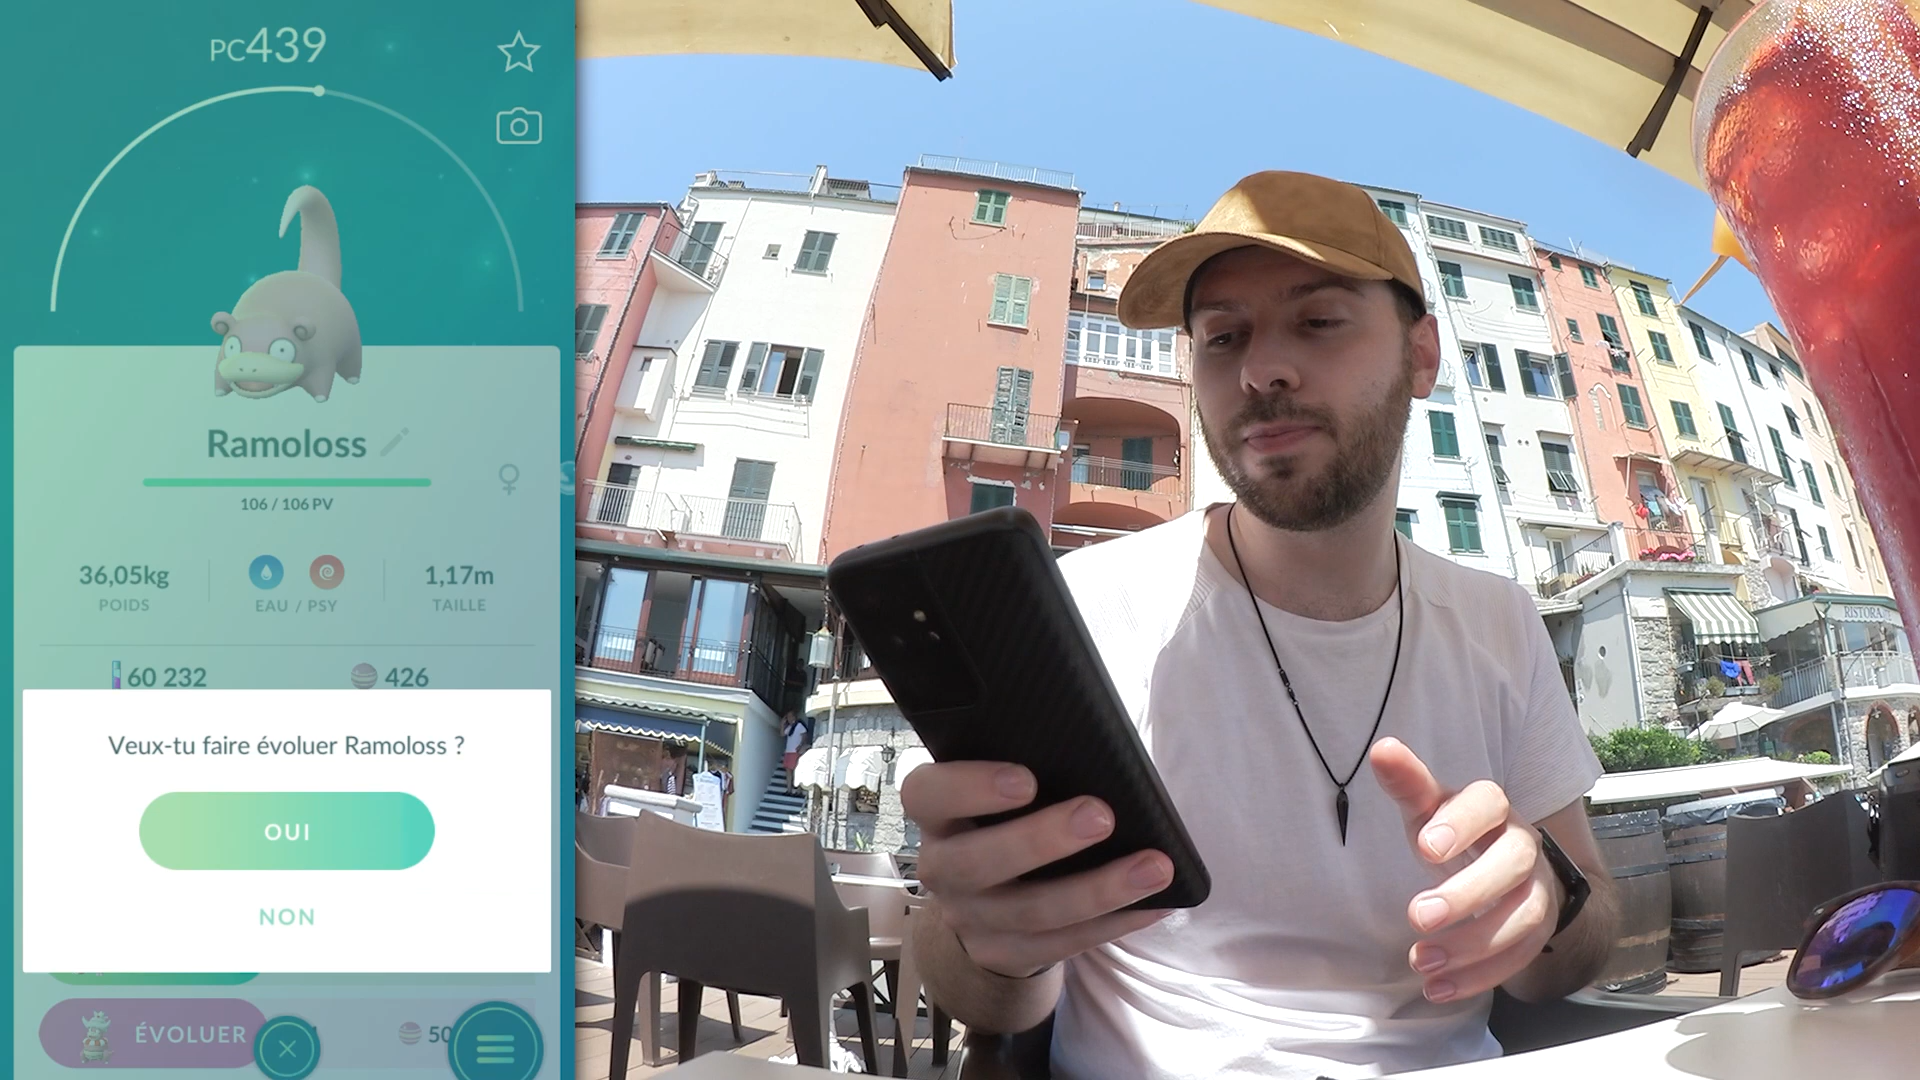 PC439
Ramoloss
106 / 106 PV
36,05kg
POIDS
EAU / PSY
1,17m
TAILLE
60 232
426
Veux-tu faire évoluer Ramoloss ?
OUI
NON
ÉVOLUER
50
RISTORA